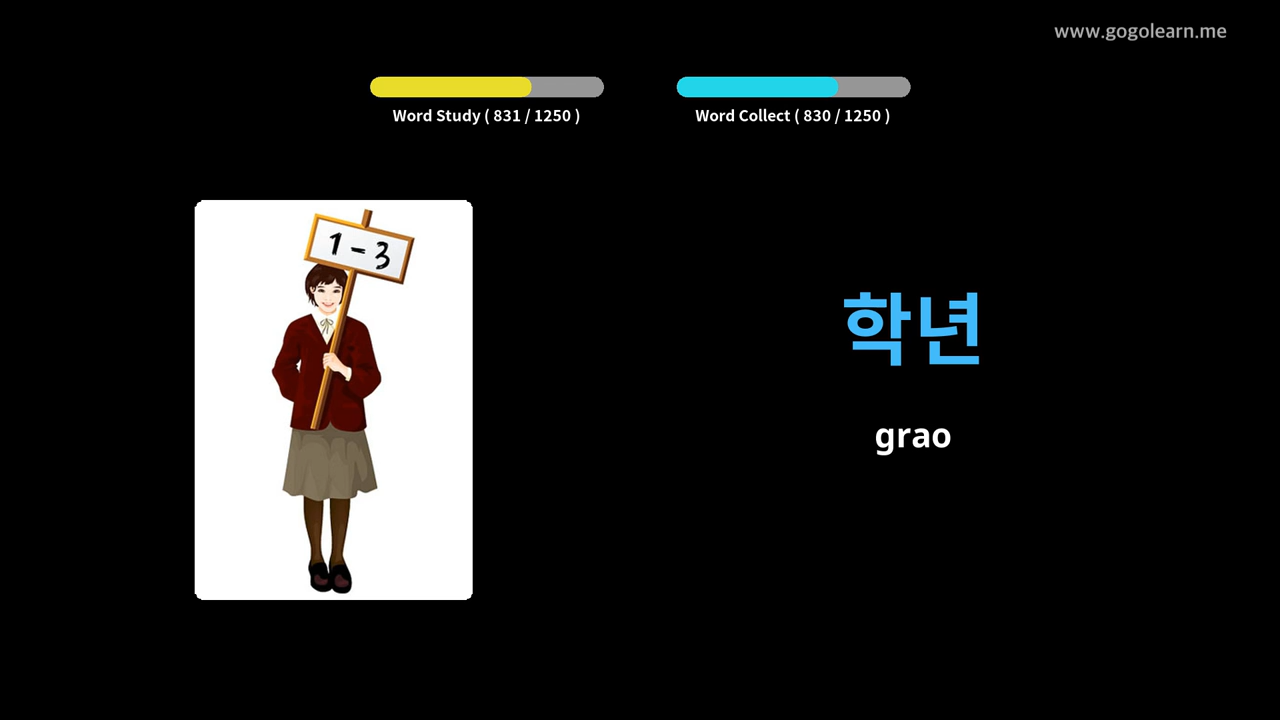 www.gogolearn.me
Word Study ( 831 / 1250 )
Word Collect ( 830 / 1250 )
1 - 3
학년
grao